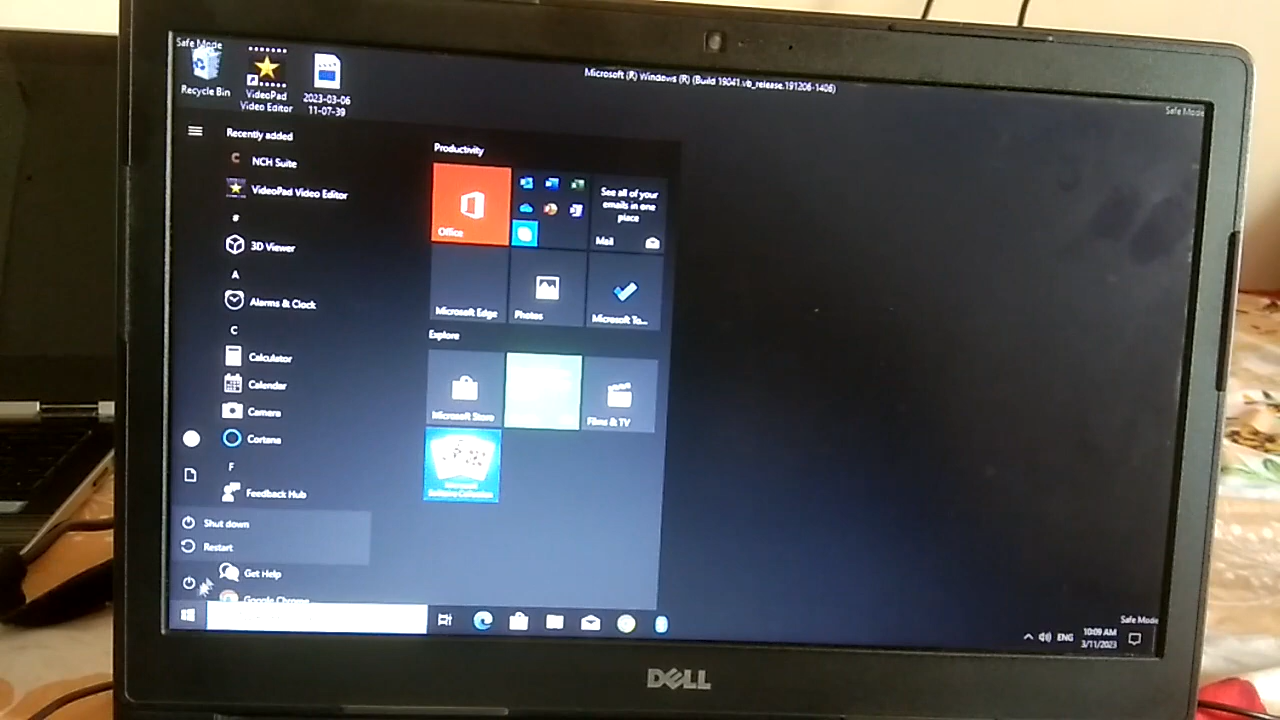 Safe Mode
Microsoft (R) Windows (R) (Build 19041.vb_release.191206-1406)
Safe Mode
Recycle Bin
VideoPad
Video Editor
2023-03-06
11-07-39
Recently added
NCH Suite
VideoPad Video Editor
#
3D Viewer
A
Alarms & Clock
C
Calculator
Calendar
Camera
Cortana
F
Feedback Hub
Shut down
Restart
Get Help
Google Chrome
Productivity
Office
See all of your
emails in one
place
Mail
Microsoft Edge
Photos
Microsoft To...
Explore
Microsoft Store
Films & TV
Safe Mode
ENG
10:09 AM
3/11/2023
DELL